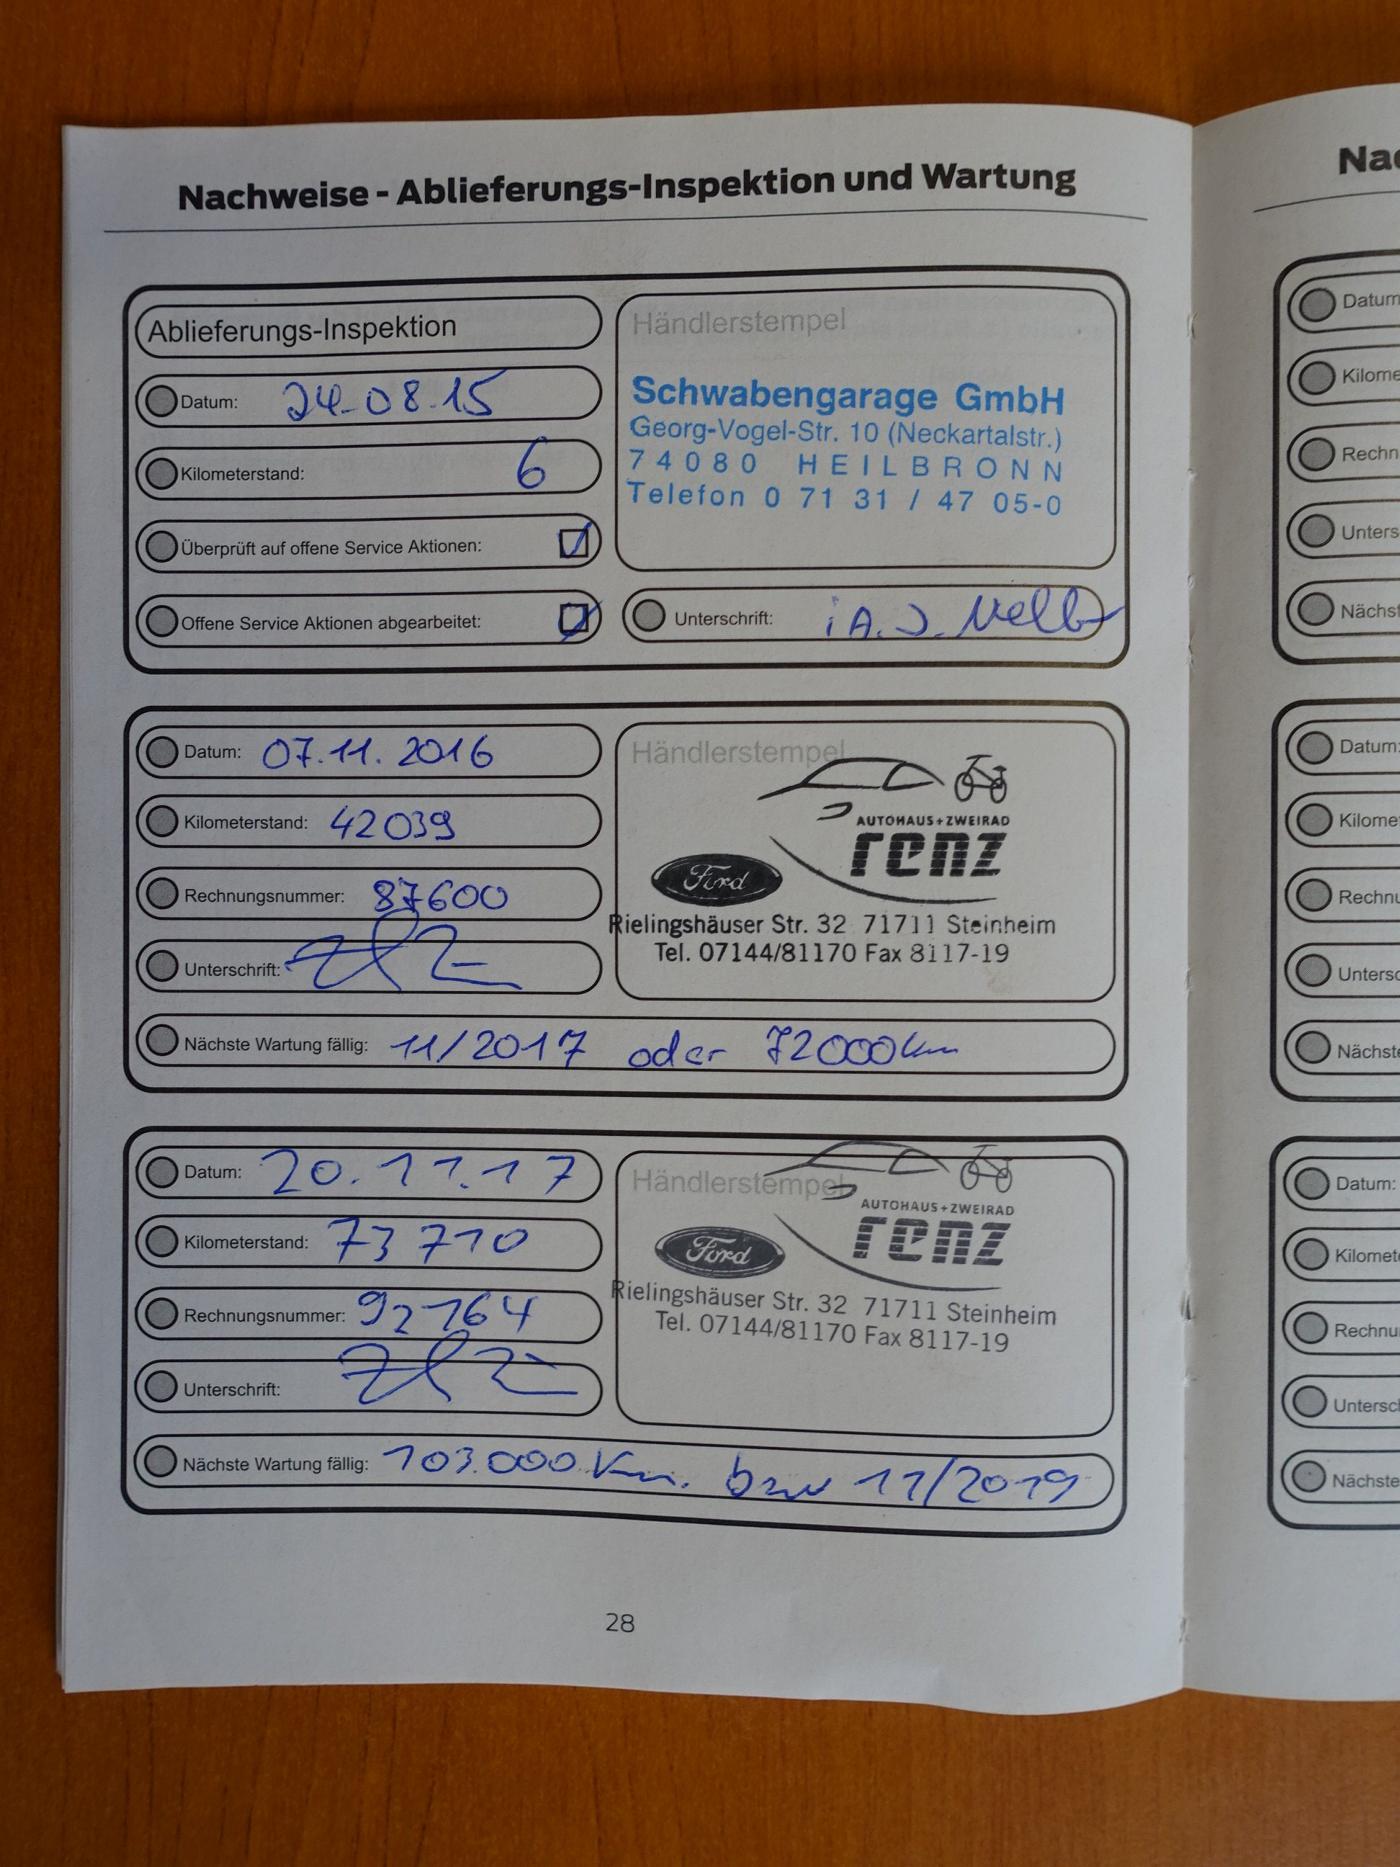 Nachweise - Ablieferungs-Inspektion und Wartung
Ablieferungs-Inspektion
Datum: 24.08.15
Kilometerstand: 6
Überprüft auf offene Service Aktionen:
Offene Service Aktionen abgearbeitet:
Händlerstempel
Schwabengarage GmbH
Georg-Vogel-Str. 10 (Neckartalstr.)
74080 HEILBRONN
Telefon 0 71 31 / 47 05-0
Unterschrift: i.A. J.
Datum: 07.11.2016
Kilometerstand: 42039
Rechnungsnummer: 87600
Unterschrift:
Nächste Wartung fällig: 11/2017 oder 72000km
Händlerstempel
AUTOHAUS+ZWEIRAD
renz
Ford
Rielingshäuser Str. 32 71711 Steinheim
Tel. 07144/81170 Fax 8117-19
Datum: 20.11.17
Kilometerstand: 73710
Rechnungsnummer: 92164
Unterschrift:
Nächste Wartung fällig: 103.000 Km. bzw 11/2019
Händlerstempel
AUTOHAUS+ZWEIRAD
renz
Ford
Rielingshäuser Str. 32 71711 Steinheim
Tel. 07144/81170 Fax 8117-19
28
Na
Datum
Kilome
Rechn
Unters
Nächst
Datum:
Kilome
Rechnu
Untersc
Nächste
Datum:
Kilomet
Rechnu
Untersch
Nächste